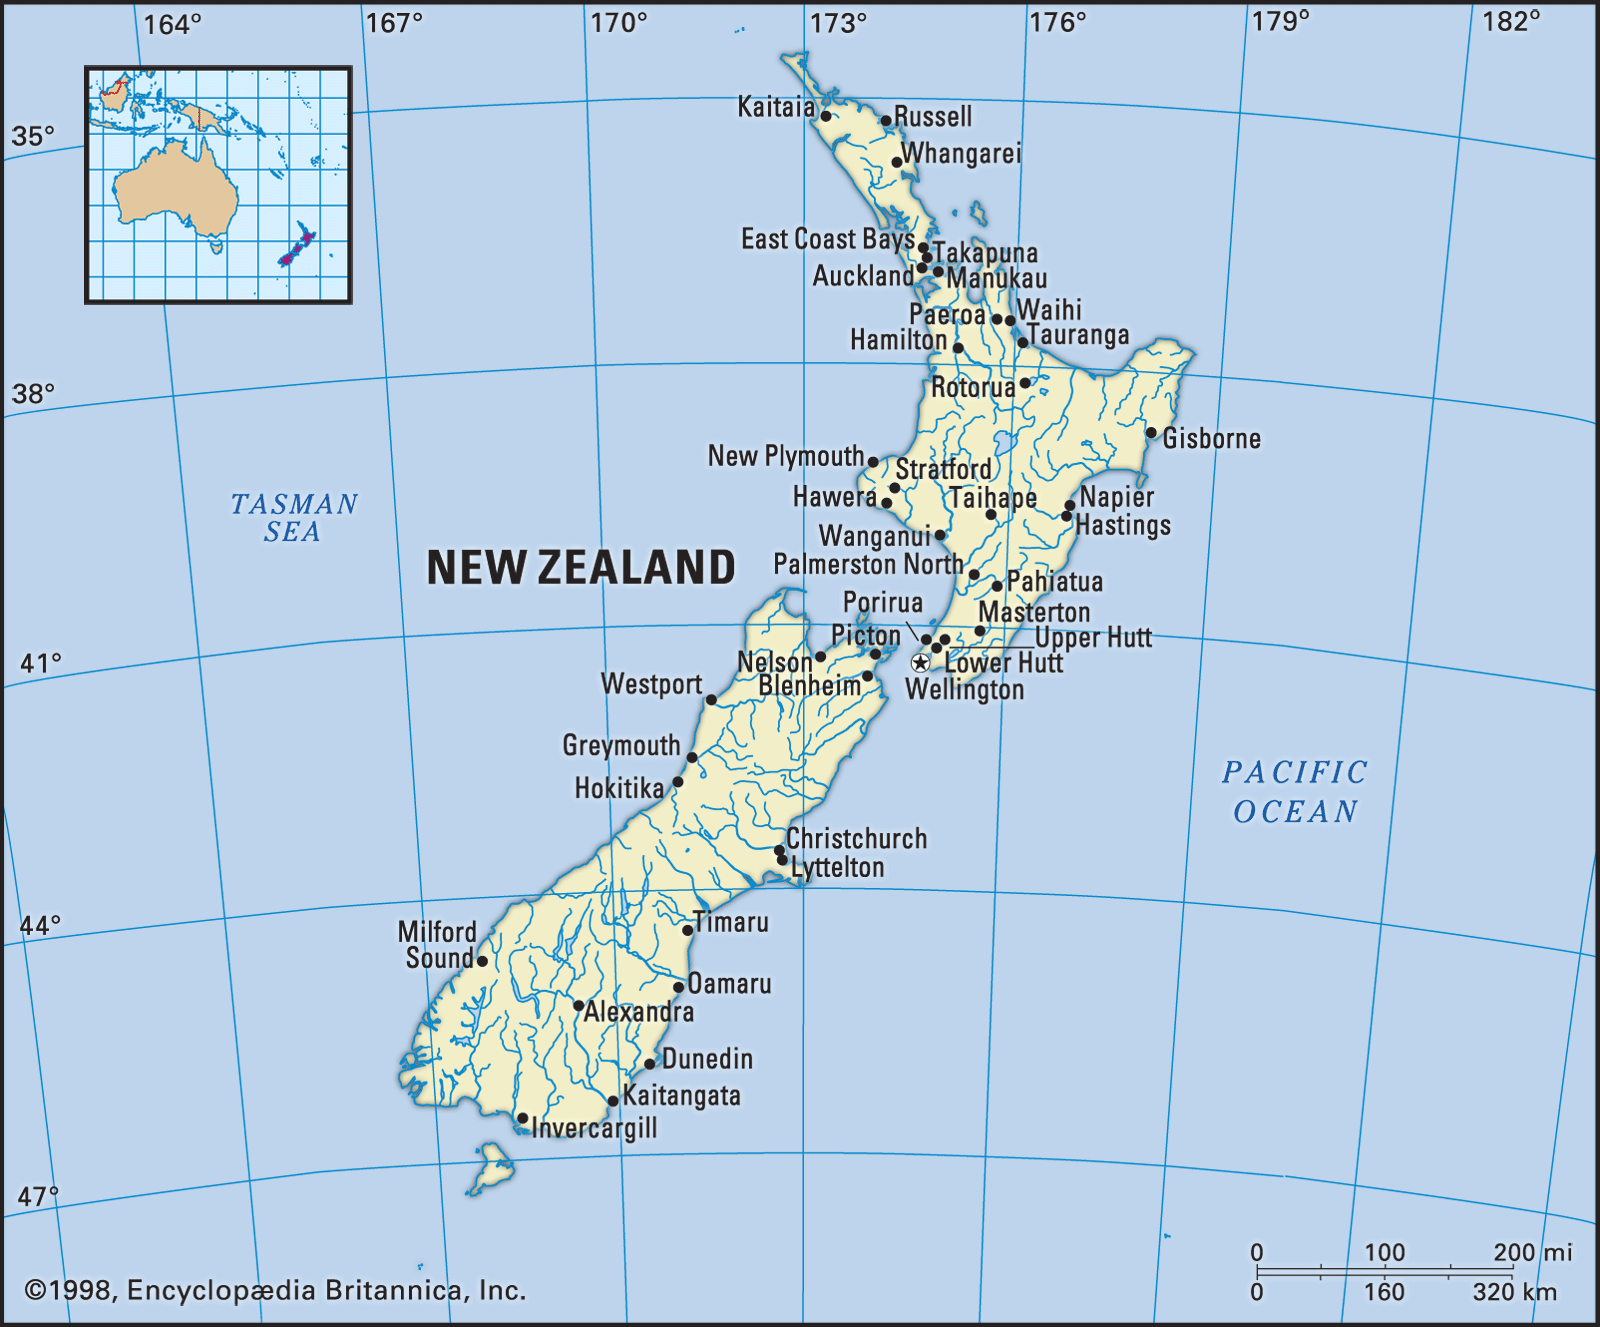 164°
167°
170°
173°
176°
179°
182°
35°
38°
41°
44°
47°
Kaitaia
Russell
Whangarei
East Coast Bays
Takapuna
Auckland
Manukau
Paeroa
Waihi
Hamilton
Tauranga
Rotorua
Gisborne
New Plymouth
Stratford
Hawera
Taihape
Napier
Hastings
Wanganui
Palmerston North
Pahiatua
TASMAN
SEA
NEW ZEALAND
Porirua
Masterton
Picton
Upper Hutt
Nelson
Lower Hutt
Blenheim
Wellington
Westport
Greymouth
Hokitika
PACIFIC
OCEAN
Christchurch
Lyttelton
Timaru
Milford
Sound
Oamaru
Alexandra
Dunedin
Kaitangata
Invercargill
0 100 200 mi
0 160 320 km
©1998, Encyclopædia Britannica, Inc.